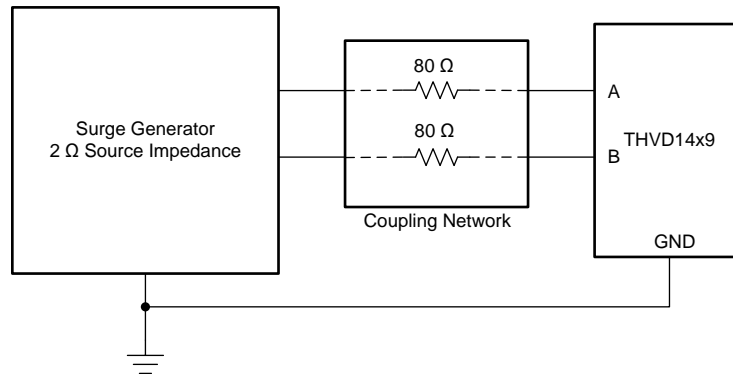 80 Ω
A
Surge Generator
2 Ω Source Impedance
80 Ω
THVD14x9
B
Coupling Network
GND